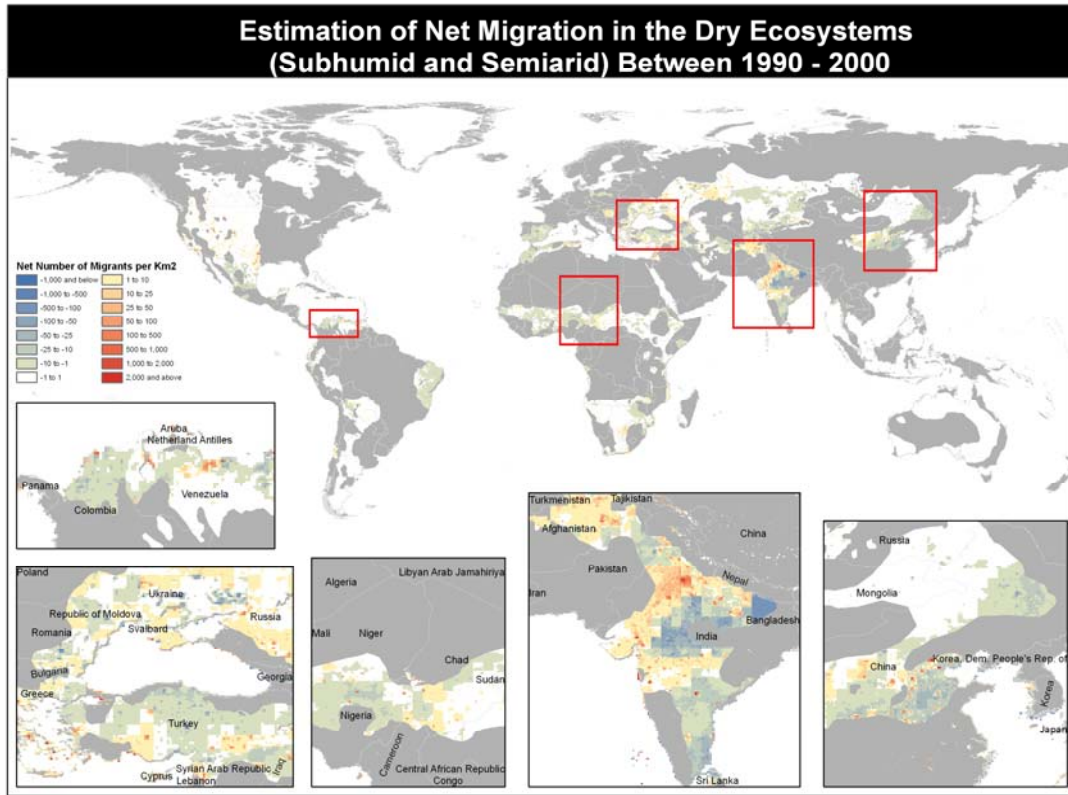 Estimation of Net Migration in the Dry Ecosystems
(Subhumid and Semiarid) Between 1990 - 2000
Net Number of Migrants per Km2
-1,000 and below
-1,000 to -500
-500 to -100
-100 to -50
-50 to -25
-25 to -10
-10 to -1
-1 to 1
1 to 10
10 to 25
25 to 50
50 to 100
100 to 500
500 to 1,000
1,000 to 2,000
2,000 and above
Aruba
Netherland Antilles
Panama
Venezuela
Colombia
Poland
Ukraine
Republic of Moldova
Russia
Romania
Svalbard
Bulgaria
Georgia
Greece
Turkey
Cyprus
Syrian Arab Republic
Lebanon
Iraq
Libyan Arab Jamahiriya
Algeria
Mali
Niger
Chad
Sudan
Nigeria
Cameroon
Central African Republic
Congo
Turkmenistan
Tajikistan
Afghanistan
China
Pakistan
Nepal
Iran
Bangladesh
India
Sri Lanka
Russia
Mongolia
China
Korea, Dem. People's Rep. of
Korea
Japan